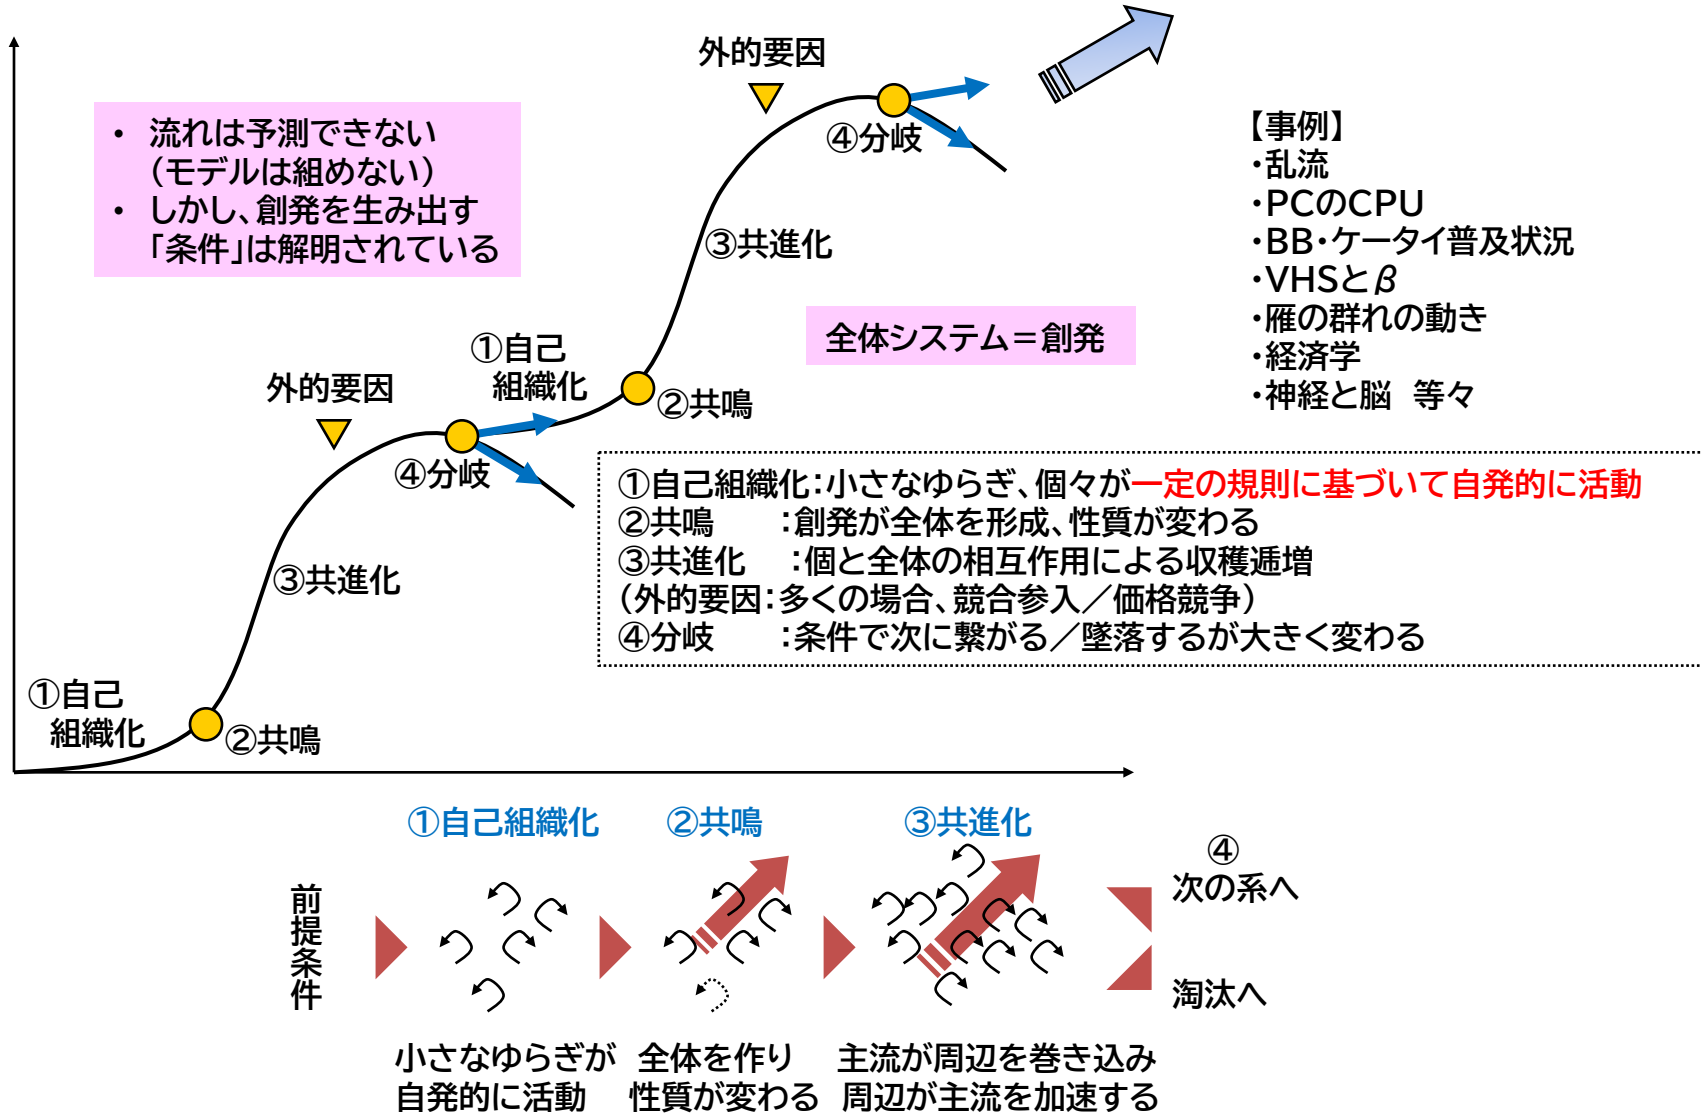 外的要因
・ 流れは予測できない
（モデルは組めない）
・ しかし、創発を生み出す
「条件」は解明されている
④分岐
③共進化
【事例】
・乱流
・PCのCPU
・BB・ケータイ普及状況
・VHSとβ
・雁の群れの動き
・経済学
・神経と脳 等々
全体システム＝創発
①自己
組織化
②共鳴
外的要因
④分岐
③共進化
①自己組織化：小さなゆらぎ、個々が一定の規則に基づいて自発的に活動
②共鳴 ：創発が全体を形成、性質が変わる
③共進化 ：個と全体の相互作用による収穫逓増
（外的要因：多くの場合、競合参入／価格競争）
④分岐 ：条件で次に繋がる／墜落するが大きく変わる
①自己
組織化
②共鳴
①自己組織化
②共鳴
③共進化
前提条件
④
次の系へ
淘汰へ
小さなゆらぎが
自発的に活動
全体を作り
性質が変わる
主流が周辺を巻き込み
周辺が主流を加速する